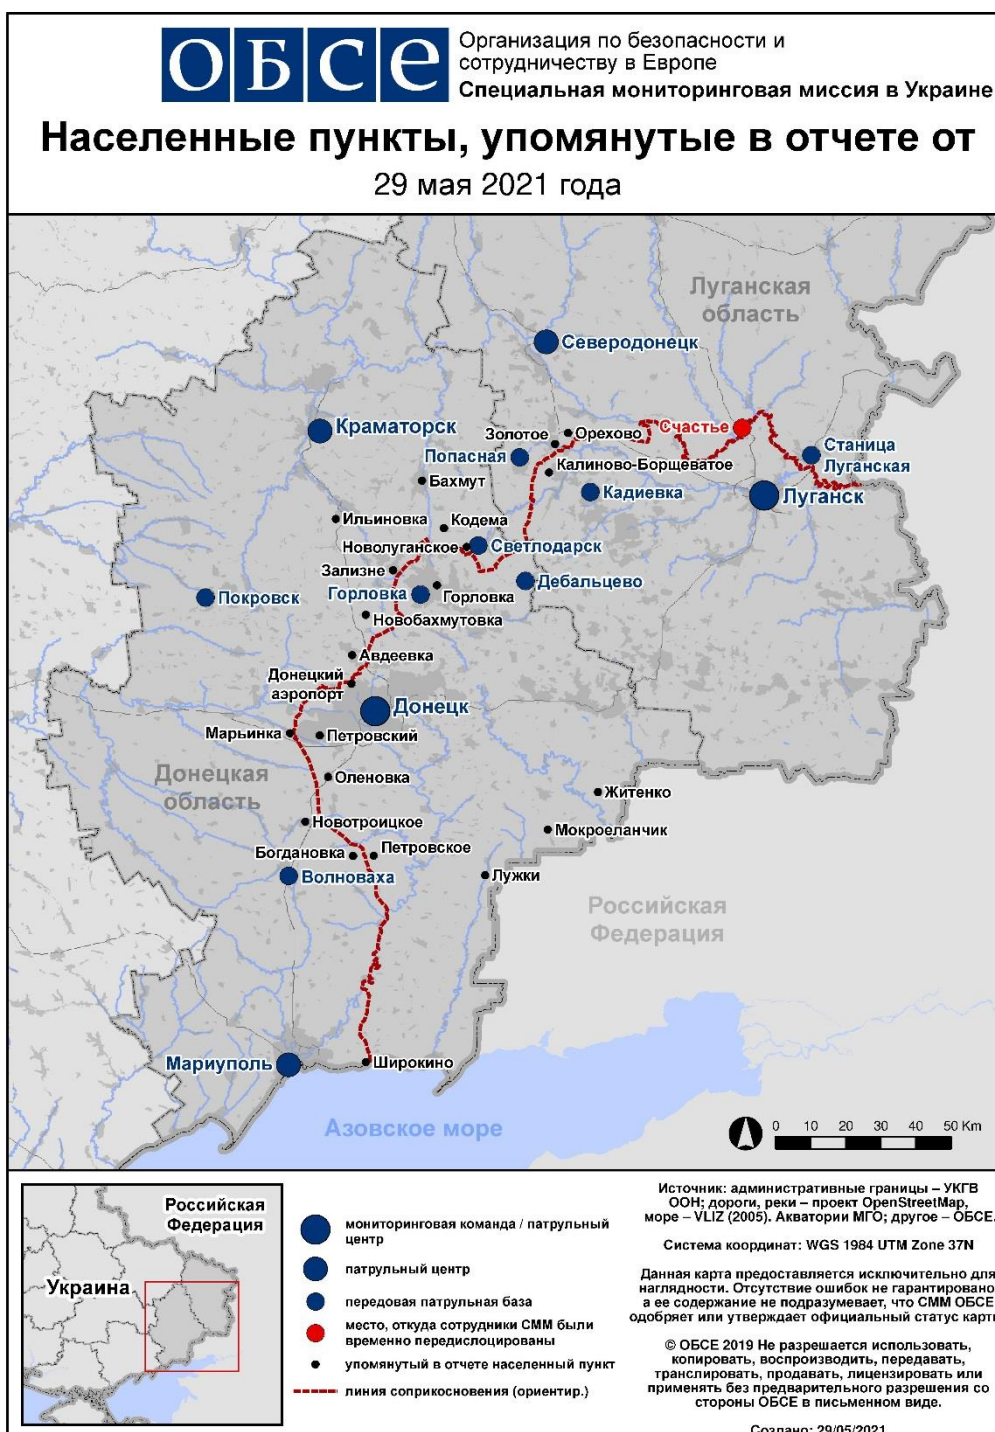 ОБСЕ
Организация по безопасности и
сотрудничеству в Европе
Специальная мониторинговая миссия в Украине
Населенные пункты, упомянутые в отчете от
29 мая 2021 года
Луганская
область
Северодонецк
Краматорск
Счастье
Золотое
Орехово
Станица
Луганская
Попасная
Калиново-Борщеватое
Бахмут
Кадиевка
Луганск
Ильиновка
Кодема
Новолуганское
Светлодарск
Зализне
Дебальцево
Покровск
Горловка
Горловка
Новобахмутовка
Авдеевка
Донецкий
аэропорт
Донецк
Марьинка
Петровский
Донецкая
область
Оленовка
Житенко
Новотроицкое
Мокроеланчик
Богдановка
Петровское
Волноваха
Лужки
Российская
Федерация
Мариуполь
Широкино
Азовское море
0 10 20 30 40 50 Km
Российская
Федерация
Украина
мониторинговая команда / патрульный
центр
патрульный центр
передовая патрульная база
место, откуда сотрудники СММ были
временно передислоцированы
упомянутый в отчете населенный пункт
линия соприкосновения (ориентир.)
Источник: административные границы – УКГВ
ООН; дороги, реки – проект OpenStreetMap,
море – VLIZ (2005). Акватории МГО; другое – ОБСЕ.
Система координат: WGS 1984 UTM Zone 37N
Данная карта предоставляется исключительно для
наглядности. Отсутствие ошибок не гарантировано
а ее содержание не подразумевает, что СММ ОБСЕ
одобряет или утверждает официальный статус карт
© ОБСЕ 2019 Не разрешается использовать,
копировать, воспроизводить, передавать,
транслировать, продавать, лицензировать или
применять без предварительного разрешения со
стороны ОБСЕ в письменном виде.
Создано: 29/05/2021